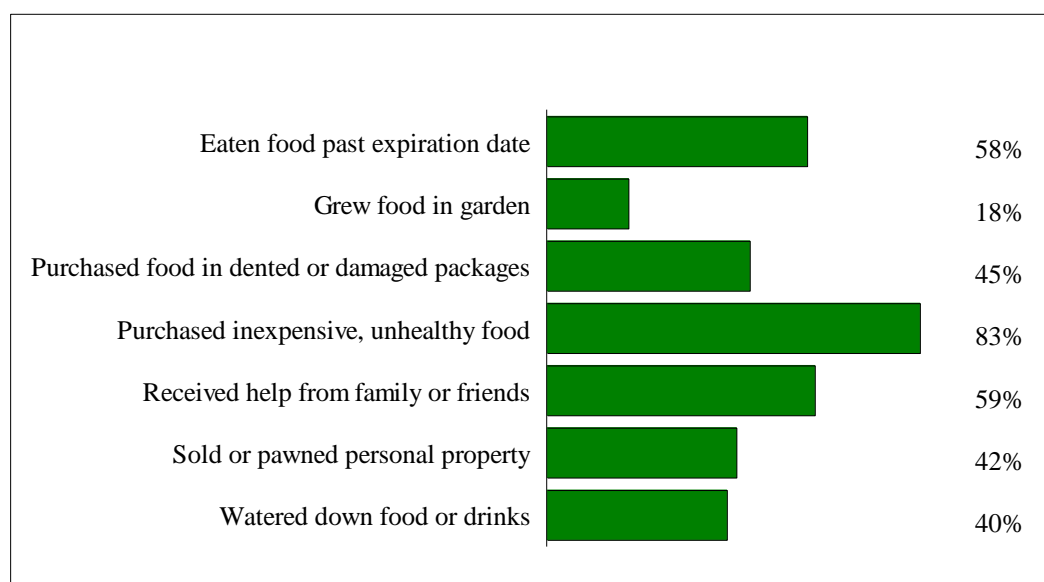 Eaten food past expiration date 58%
Grew food in garden 18%
Purchased food in dented or damaged packages 45%
Purchased inexpensive, unhealthy food 83%
Received help from family or friends 59%
Sold or pawned personal property 42%
Watered down food or drinks 40%